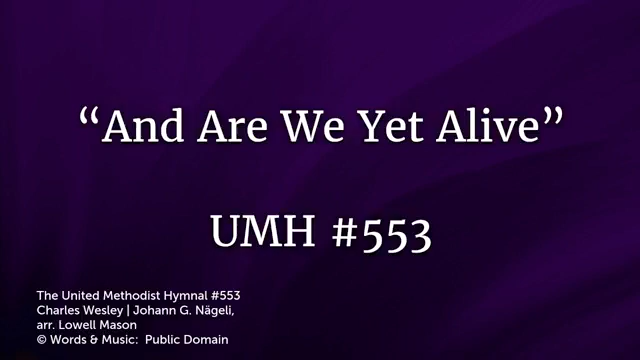 “And Are We Yet Alive”
UMH #553
The United Methodist Hymnal #553
Charles Wesley | Johann G. Nägeli,
arr. Lowell Mason
© Words & Music:  Public Domain